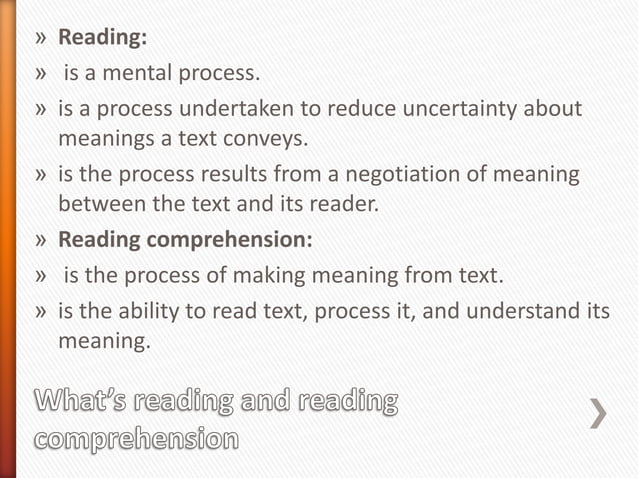 » Reading:
» is a mental process.
» is a process undertaken to reduce uncertainty about
meanings a text conveys.
» is the process results from a negotiation of meaning
between the text and its reader.
» Reading comprehension:
» is the process of making meaning from text.
» is the ability to read text, process it, and understand its
meaning.
What's reading and reading
comprehension